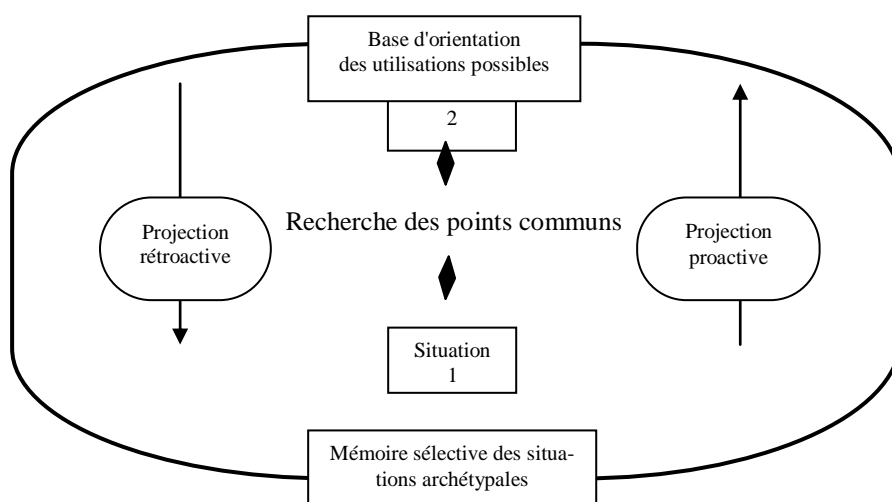 Base d'orientation
des utilisations possibles
2
Recherche des points communs
Projection
rétroactive
Projection
proactive
Situation
1
Mémoire sélective des situa-
tions archétypales